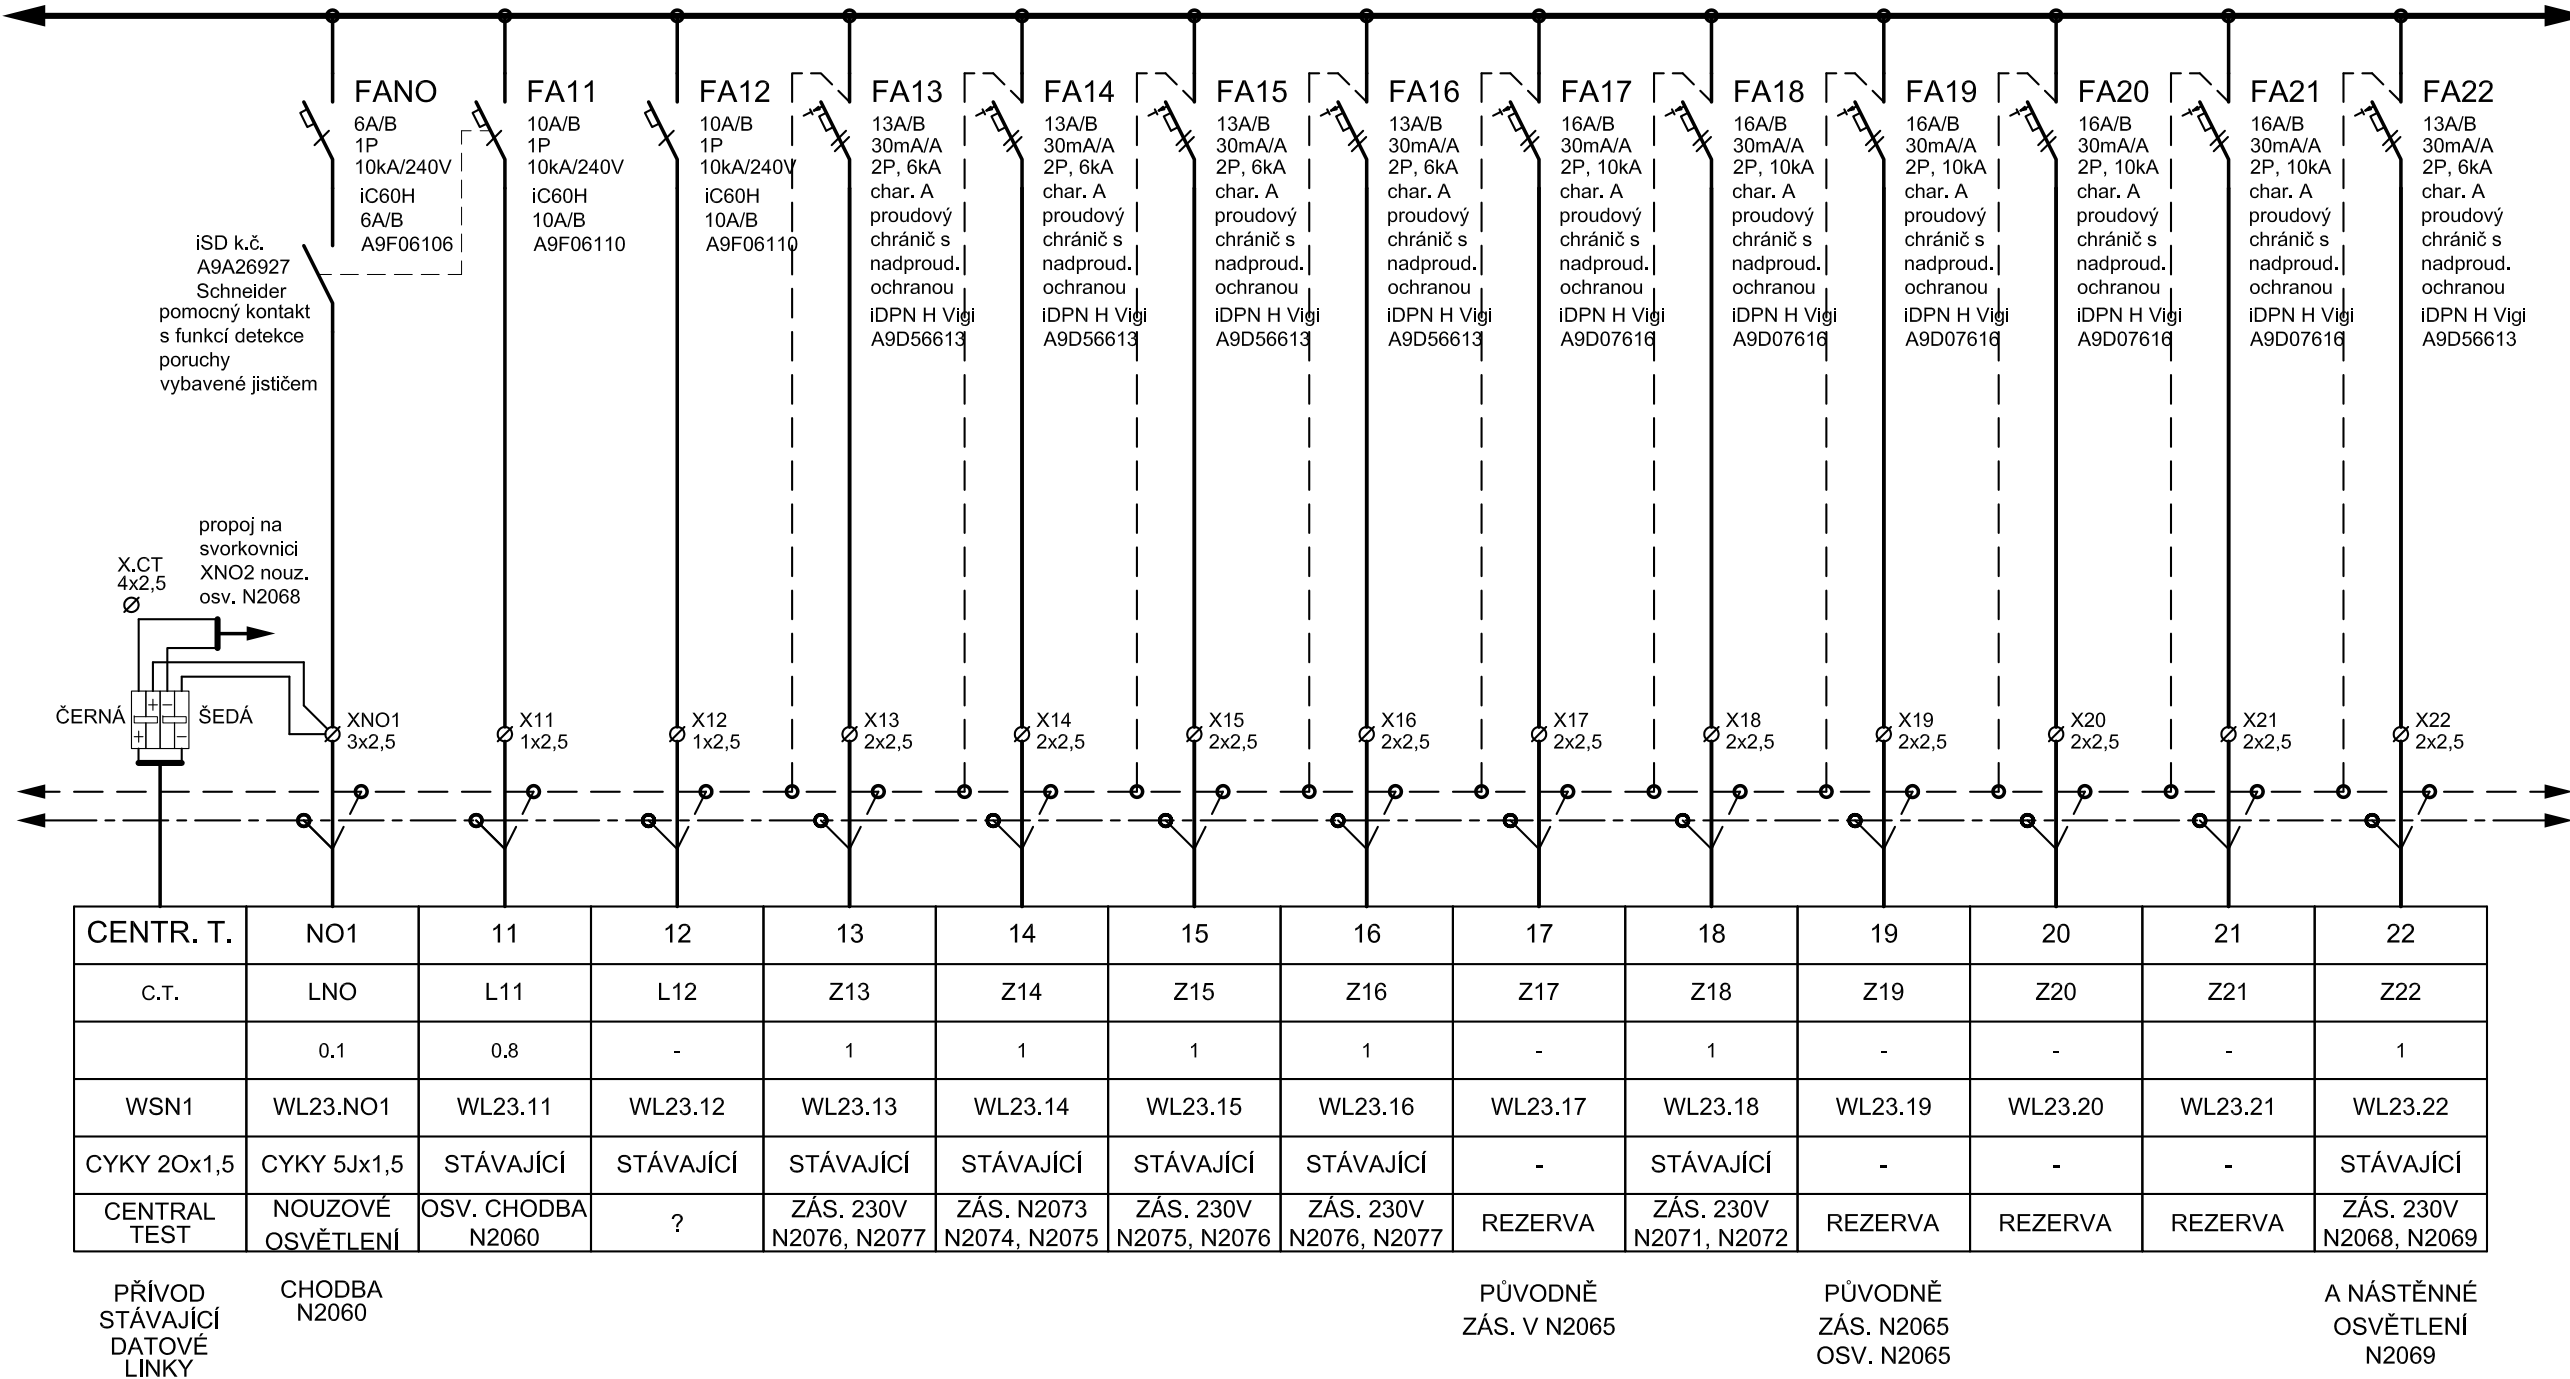 FANO
6A/B
1P
10kA/240V
iC60H
6A/B
A9F06106
FA11
10A/B
1P
10kA/240V
iC60H
10A/B
A9F06110
FA12
10A/B
1P
10kA/240V
iC60H
10A/B
A9F06110
FA13
13A/B
30mA/A
2P, 6kA
char. A
proudový
chránič s
nadproud.
ochranou
iDPN H Vigi
A9D56613
FA14
13A/B
30mA/A
2P, 6kA
char. A
proudový
chránič s
nadproud.
ochranou
iDPN H Vigi
A9D56613
FA15
13A/B
30mA/A
2P, 6kA
char. A
proudový
chránič s
nadproud.
ochranou
iDPN H Vigi
A9D56613
FA16
13A/B
30mA/A
2P, 6kA
char. A
proudový
chránič s
nadproud.
ochranou
iDPN H Vigi
A9D56613
FA17
16A/B
30mA/A
2P, 10kA
char. A
proudový
chránič s
nadproud.
ochranou
iDPN H Vigi
A9D07616
FA18
16A/B
30mA/A
2P, 10kA
char. A
proudový
chránič s
nadproud.
ochranou
iDPN H Vigi
A9D07616
FA19
16A/B
30mA/A
2P, 10kA
char. A
proudový
chránič s
nadproud.
ochranou
iDPN H Vigi
A9D07616
FA20
16A/B
30mA/A
2P, 10kA
char. A
proudový
chránič s
nadproud.
ochranou
iDPN H Vigi
A9D07616
FA21
16A/B
30mA/A
2P, 10kA
char. A
proudový
chránič s
nadproud.
ochranou
iDPN H Vigi
A9D07616
FA22
13A/B
30mA/A
2P, 6kA
char. A
proudový
chránič s
nadproud.
ochranou
iDPN H Vigi
A9D56613
iSD k.č.
A9A26927
Schneider
pomocný kontakt
s funkcí detekce
poruchy
vybavené jističem
propoj na
svorkovnici
XNO2 nouz.
osv. N2068
X.CT
4x2,5
ČERNÁ
+ -
+ -
ŠEDÁ
XNO1
3x2,5
X11
1x2,5
X12
1x2,5
X13
2x2,5
X14
2x2,5
X15
2x2,5
X16
2x2,5
X17
2x2,5
X18
2x2,5
X19
2x2,5
X20
2x2,5
X21
2x2,5
X22
2x2,5
CENTR. T. NO1 11 12 13 14 15 16 17 18 19 20 21 22
C.T. LNO L11 L12 Z13 Z14 Z15 Z16 Z17 Z18 Z19 Z20 Z21 Z22
0.1 0.8 - 1 1 1 1 - 1 - - - 1
WSN1 WL23.NO1 WL23.11 WL23.12 WL23.13 WL23.14 WL23.15 WL23.16 WL23.17 WL23.18 WL23.19 WL23.20 WL23.21 WL23.22
CYKY 2Ox1,5 CYKY 5Jx1,5 STÁVAJÍCÍ STÁVAJÍCÍ STÁVAJÍCÍ STÁVAJÍCÍ STÁVAJÍCÍ STÁVAJÍCÍ - STÁVAJÍCÍ - - - STÁVAJÍCÍ
CENTRAL
TEST
NOUZOVÉ
OSVĚTLENÍ
OSV. CHODBA
N2060
?
ZÁS. 230V
N2076, N2077
ZÁS. N2073
N2074, N2075
ZÁS. 230V
N2075, N2076
ZÁS. 230V
N2076, N2077
REZERVA
ZÁS. 230V
N2071, N2072
REZERVA
REZERVA
REZERVA
ZÁS. 230V
N2068, N2069
PŘÍVOD
STÁVAJÍCÍ
DATOVÉ
LINKY
CHODBA
N2060
PŮVODNĚ
ZÁS. V N2065
PŮVODNĚ
ZÁS. N2065
OSV. N2065
A NÁSTĚNNÉ
OSVĚTLENÍ
N2069